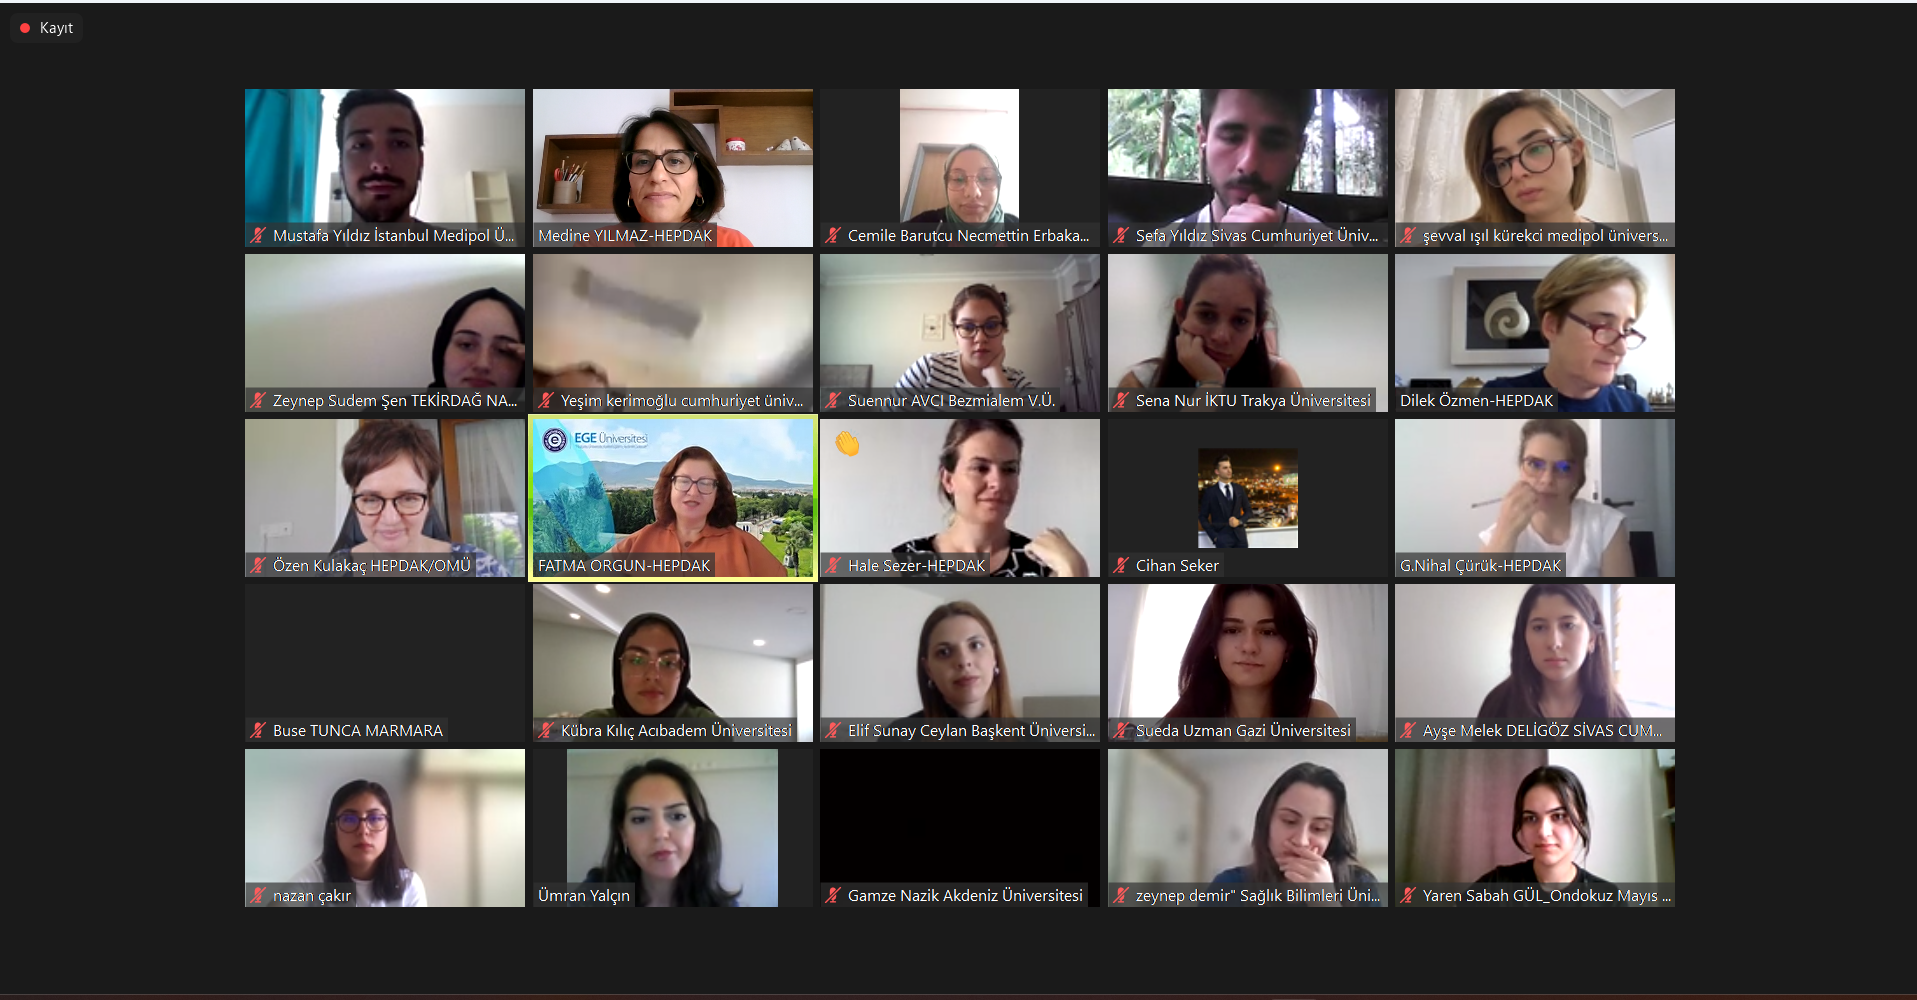 Kayıt
Mustafa Yıldız İstanbul Medipol Ü...
Medine YILMAZ-HEPDAK
Cemile Barutcu Necmettin Erbaka...
Sefa Yıldız Sivas Cumhuriyet Üniv...
şevval ışıl kürekci medipol ünivers...
Zeynep Sudem Şen TEKİRDAĞ NA...
Yeşim kerimoğlu cumhuriyet üniv...
Suennur AVCI Bezmialem V.Ü.
Sena Nur İKTU Trakya Üniversitesi
Dilek Özmen-HEPDAK
Özen Kulakaç HEPDAK/OMÜ
EGE Üniversitesi
FATMA ORGUN-HEPDAK
Hale Sezer-HEPDAK
Cihan Seker
G.Nihal Çürük-HEPDAK
Buse TUNCA MARMARA
Kübra Kılıç Acıbadem Üniversitesi
Elif Sunay Ceylan Başkent Üniversi...
Sueda Uzman Gazi Üniversitesi
Ayşe Melek DELİGÖZ SİVAS CUM...
nazan çakır
Ümran Yalçın
Gamze Nazik Akdeniz Üniversitesi
zeynep demir" Sağlık Bilimleri Üni...
Yaren Sabah GÜL_Ondokuz Mayıs ...